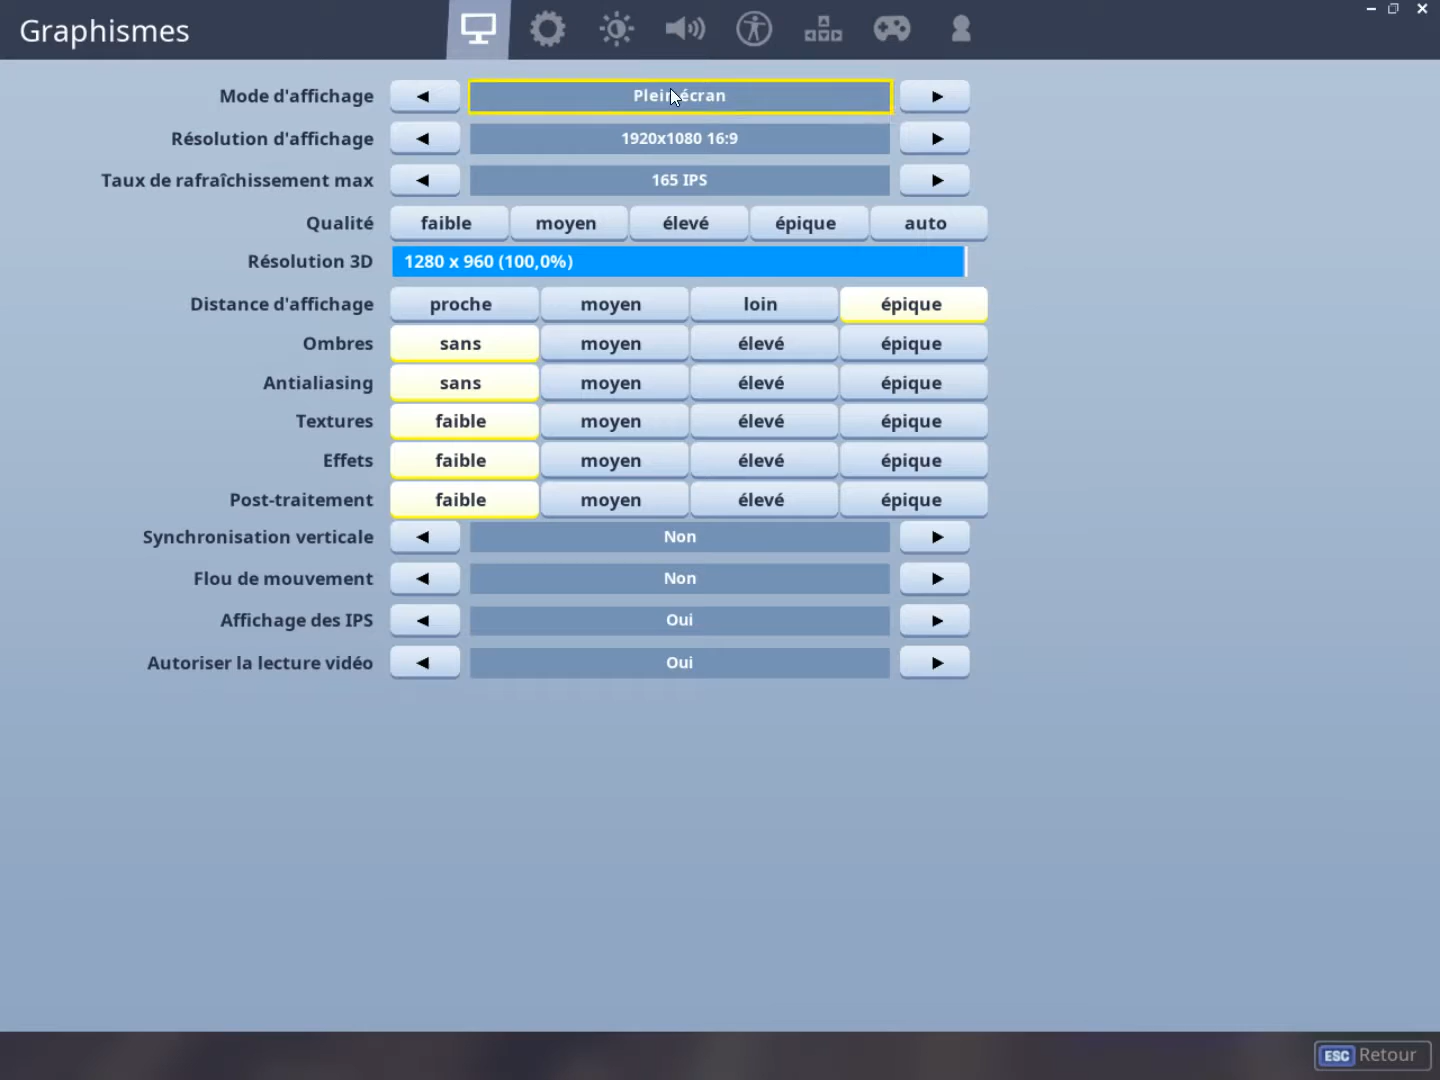 Graphismes
Mode d'affichage Plein écran
Résolution d'affichage 1920x1080 16:9
Taux de rafraîchissement max 165 IPS
Qualité faible moyen élevé épique auto
Résolution 3D 1280 x 960 (100,0%)
Distance d'affichage proche moyen loin épique
Ombres sans moyen élevé épique
Antialiasing sans moyen élevé épique
Textures faible moyen élevé épique
Effets faible moyen élevé épique
Post-traitement faible moyen élevé épique
Synchronisation verticale Non
Flou de mouvement Non
Affichage des IPS Oui
Autoriser la lecture vidéo Oui
ESC Retour